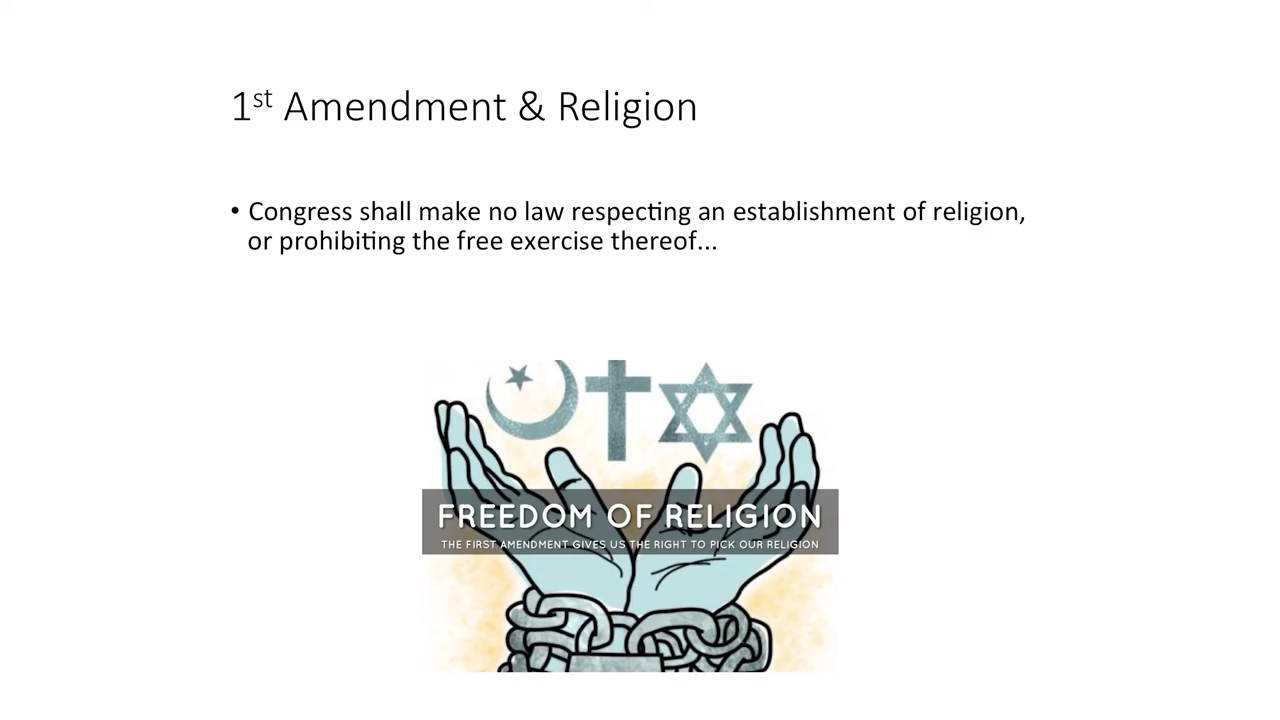 1st Amendment & Religion
• Congress shall make no law respecting an establishment of religion,
or prohibiting the free exercise thereof...
FREEDOM OF RELIGION
THE FIRST AMENDMENT GIVES US THE RIGHT TO PICK OUR RELIGION